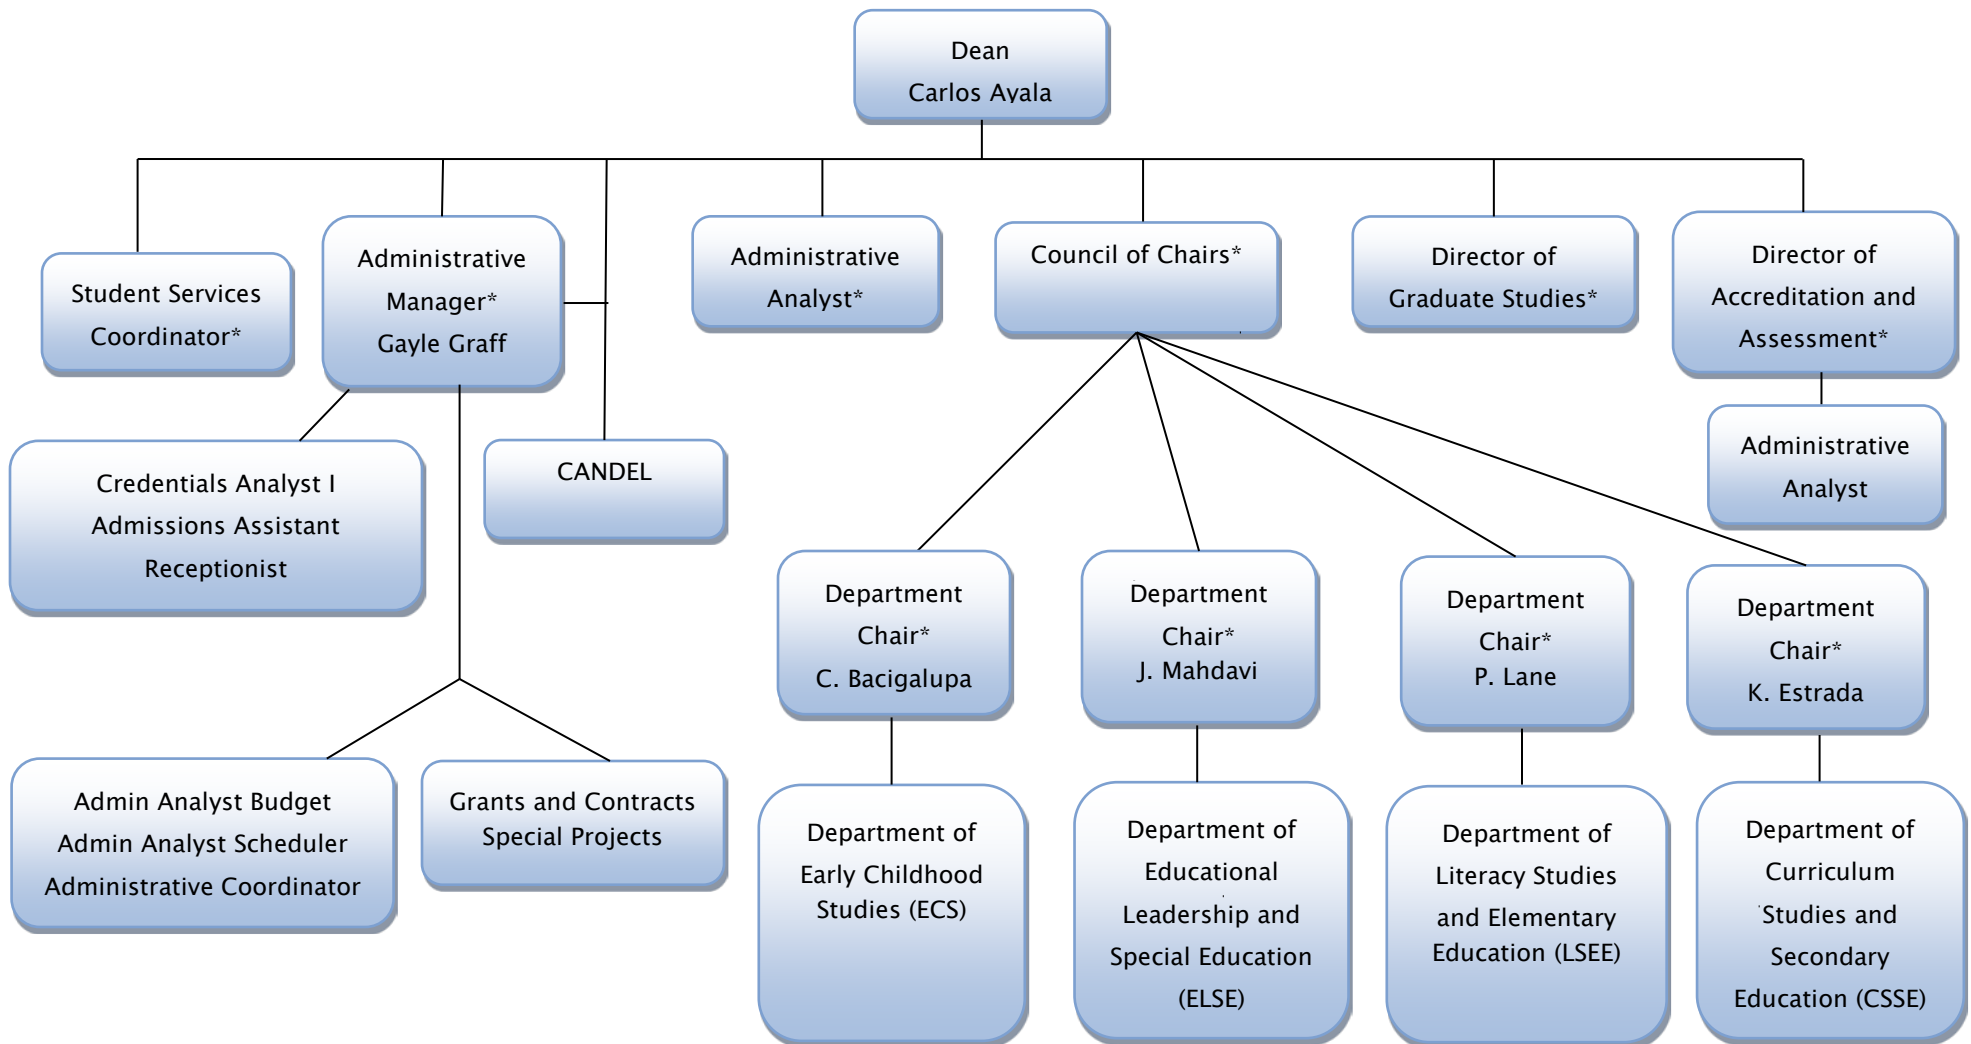 Dean
Carlos Ayala
Student Services
Coordinator*
Administrative
Manager*
Gayle Graff
Administrative
Analyst*
Council of Chairs*
Director of
Graduate Studies*
Director of
Accreditation and
Assessment*
Credentials Analyst I
Admissions Assistant
Receptionist
CANDEL
Administrative
Analyst
Department
Chair*
C. Bacigalupa
Department
Chair*
J. Mahdavi
Department
Chair*
P. Lane
Department
Chair*
K. Estrada
Admin Analyst Budget
Admin Analyst Scheduler
Administrative Coordinator
Grants and Contracts
Special Projects
Department of
Early Childhood
Studies (ECS)
Department of
Educational
Leadership and
Special Education
(ELSE)
Department of
Literacy Studies
and Elementary
Education (LSEE)
Department of
Curriculum
Studies and
Secondary
Education (CSSE)